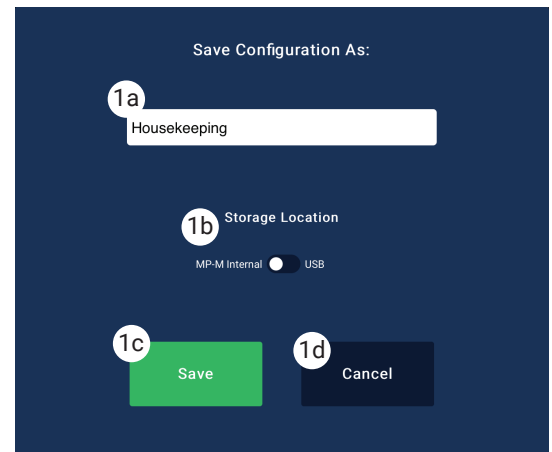 Save Configuration As:
1a
Housekeeping
1b
Storage Location
MP-M Internal USB
1c
Save
1d
Cancel